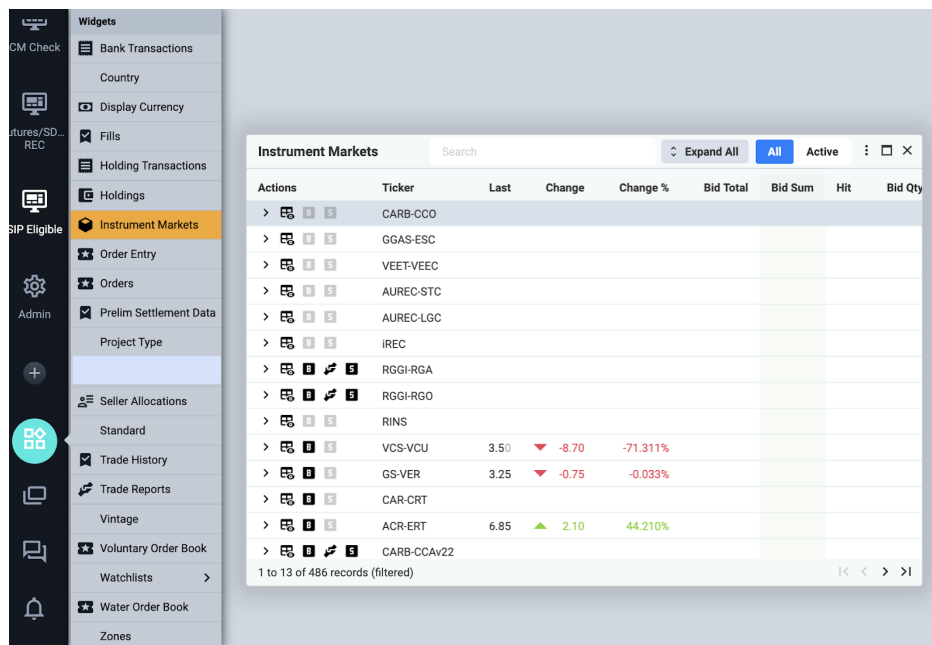 CM Check
utures/SD...
REC
SIP Eligible
Admin
Widgets
Bank Transactions
Country
Display Currency
Fills
Holding Transactions
Holdings
Instrument Markets
Order Entry
Orders
Prelim Settlement Data
Project Type
Seller Allocations
Standard
Trade History
Trade Reports
Vintage
Voluntary Order Book
Watchlists
Water Order Book
Zones
Instrument Markets Search Expand All All Active
Actions Ticker Last Change Change % Bid Total Bid Sum Hit Bid Qty
B S CARB-CCO
B S GGAS-ESC
B S VEET-VEEC
B S AUREC-STC
B S AUREC-LGC
B S iREC
B S RGGI-RGA
B S RGGI-RGO
B S RINS
B S VCS-VCU 3.50 -8.70 -71.311%
B S GS-VER 3.25 -0.75 -0.033%
B S CAR-CRT
B S ACR-ERT 6.85 2.10 44.210%
B S CARB-CCAv22
1 to 13 of 486 records (filtered)